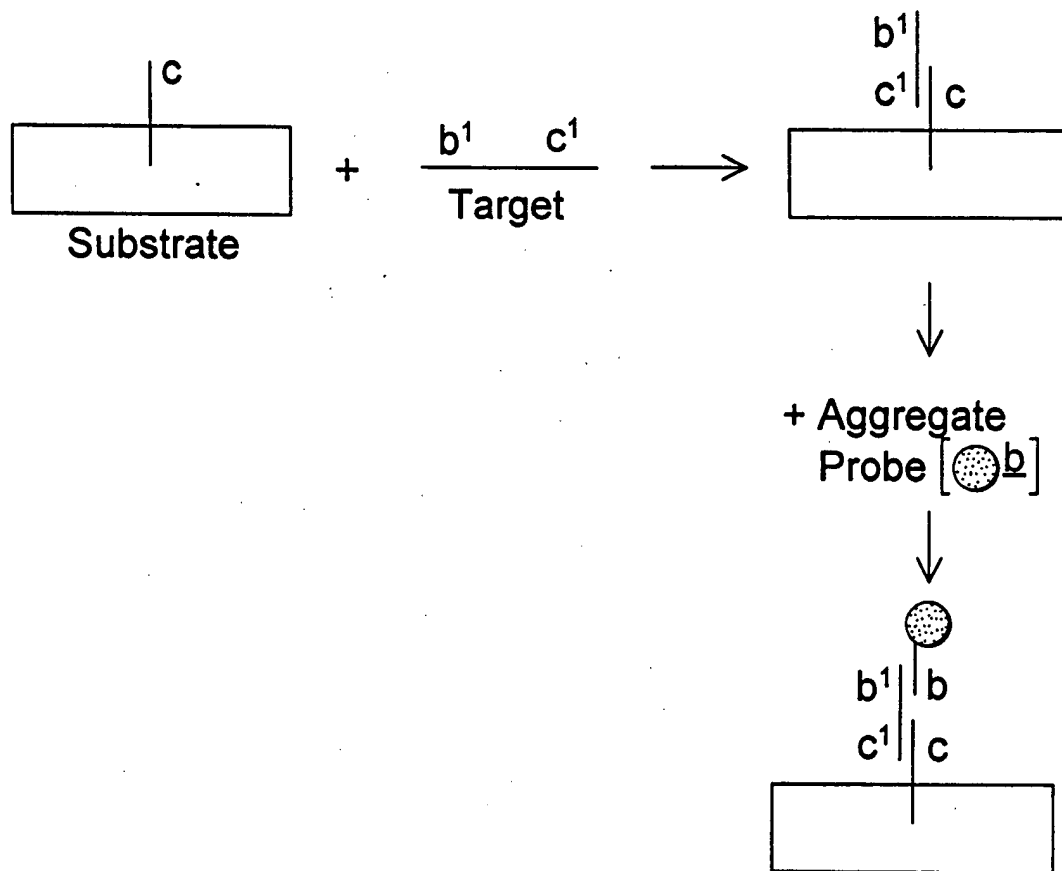 c
Substrate
+
b¹ c¹
Target
b¹
c¹ c
+ Aggregate
Probe [ b ]
b¹ b
c¹ c